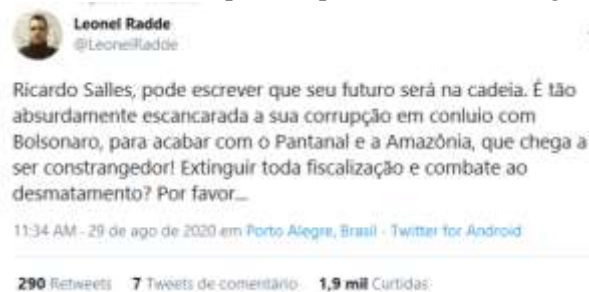 Leonel Radde
@LeonelRadde
Ricardo Salles, pode escrever que seu futuro será na cadeia. É tão
absurdamente escancarada a sua corrupção em conluio com
Bolsonaro, para acabar com o Pantanal e a Amazônia, que chega a
ser constrangedor! Extinguir toda fiscalização e combate ao
desmatamento? Por favor...
11:34 AM · 29 de ago de 2020 em Porto Alegre, Brasil · Twitter for Android
290 Retweets 7 Tweets de comentário 1,9 mil Curtidas